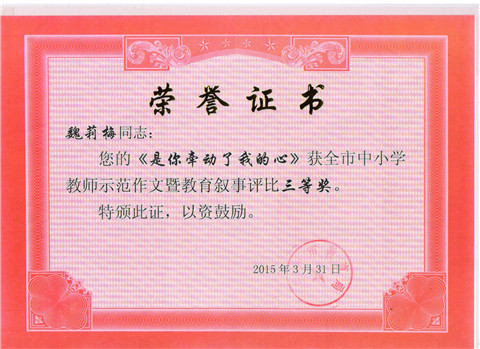 荣誉证书
魏莉梅同志：
您的《是你牵动了我的心》获全市中小学
教师示范作文暨教育叙事评比三等奖。
特颁此证，以资鼓励。
2015年3月31日